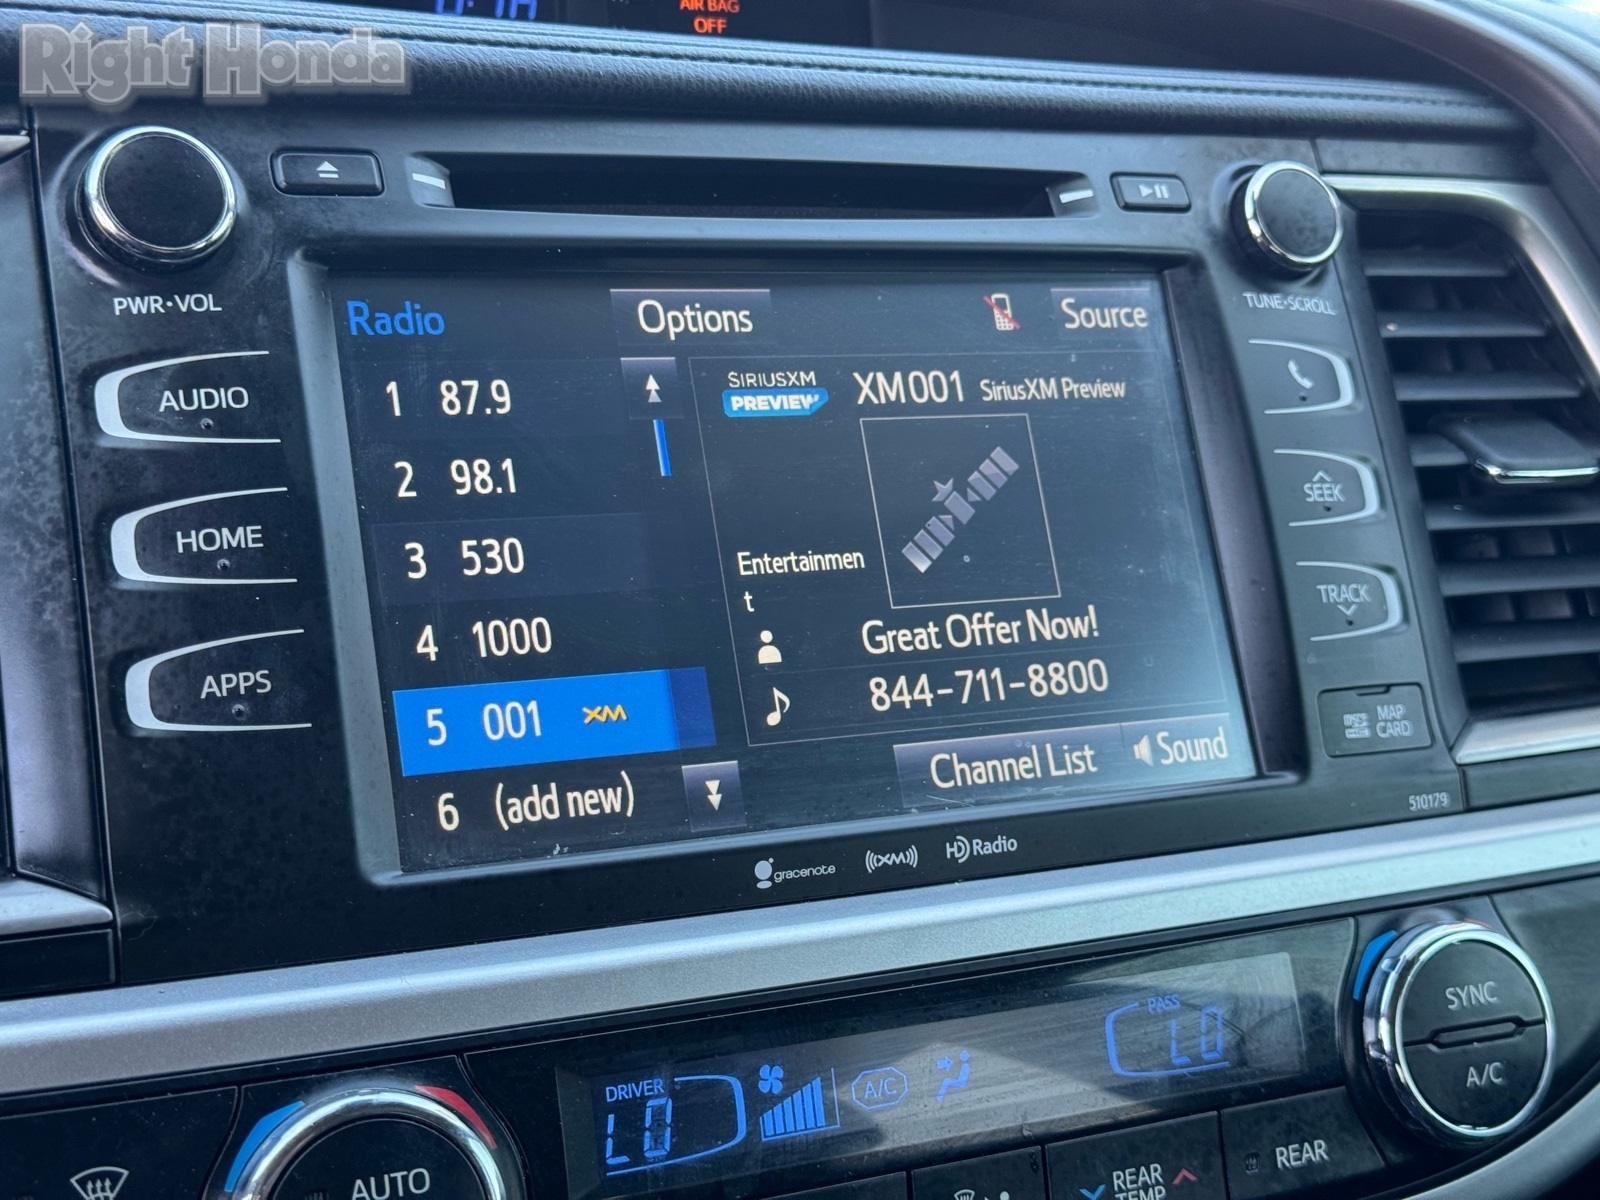 AIR BAG
OFF
Right Honda
PWR•VOL
TUNE•SCROLL
AUDIO
HOME
APPS
Radio
Options
Source
1 87.9
2 98.1
3 530
4 1000
5 001 XM
6 (add new)
SIRIUSXM
PREVIEW
XM001 SiriusXM Preview
Entertainmen
t
Great Offer Now!
844-711-8800
Channel List
Sound
SEEK
TRACK
MAP
CARD
510179
gracenote
((XM))
HD Radio
DRIVER
LO
A/C
PASS
LO
SYNC
A/C
AUTO
REAR
TEMP
REAR